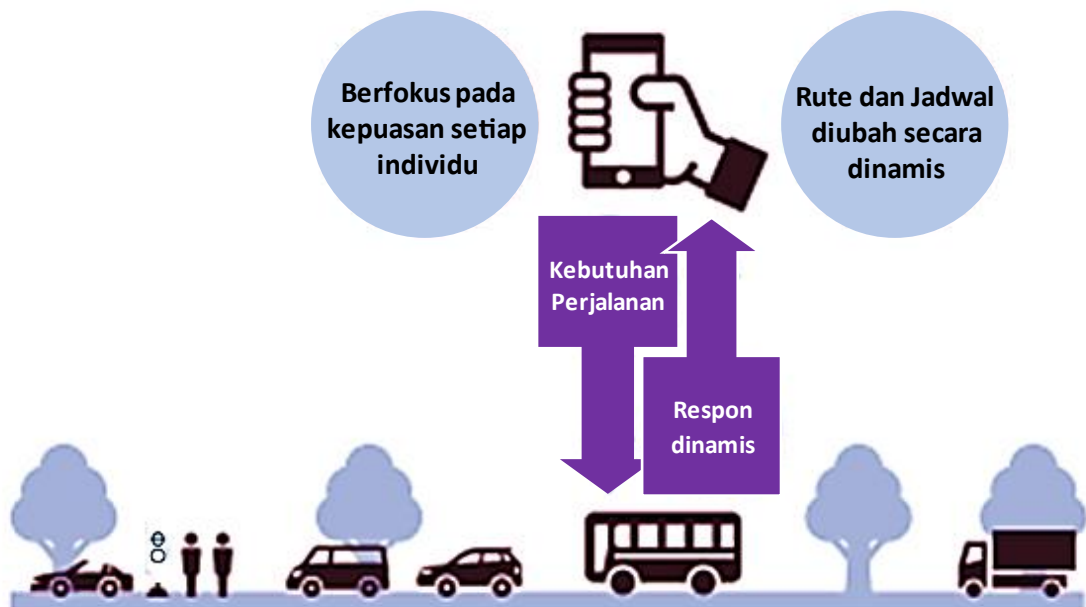 Berfokus pada
kepuasan setiap
individu
Rute dan Jadwal
diubah secara
dinamis
Kebutuhan
Perjalanan
Respon
dinamis